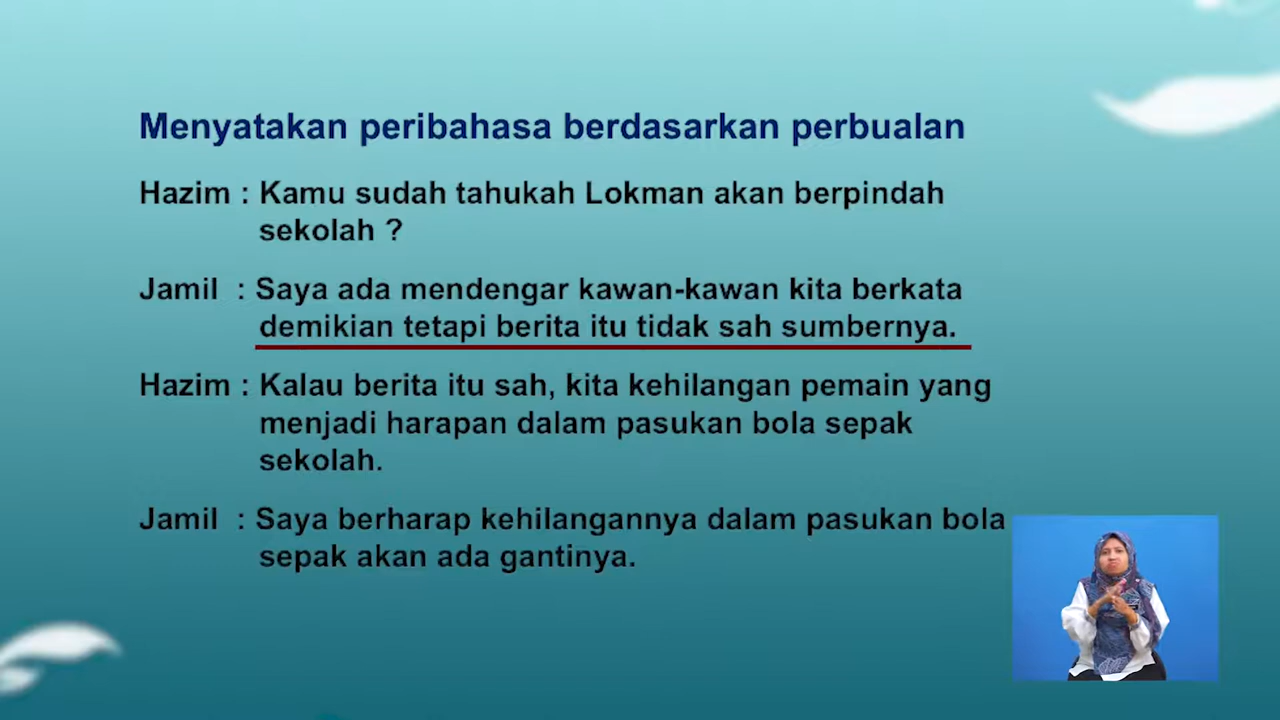 Menyatakan peribahasa berdasarkan perbualan
Hazim : Kamu sudah tahukah Lokman akan berpindah
sekolah ?
Jamil : Saya ada mendengar kawan-kawan kita berkata
demikian tetapi berita itu tidak sah sumbernya.
Hazim : Kalau berita itu sah, kita kehilangan pemain yang
menjadi harapan dalam pasukan bola sepak
sekolah.
Jamil : Saya berharap kehilangannya dalam pasukan bola
sepak akan ada gantinya.